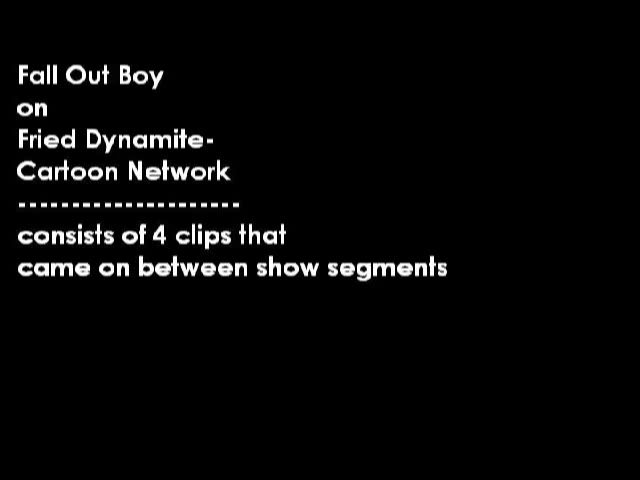 Fall Out Boy
on
Fried Dynamite-
Cartoon Network
---------------------
consists of 4 clips that
came on between show segments